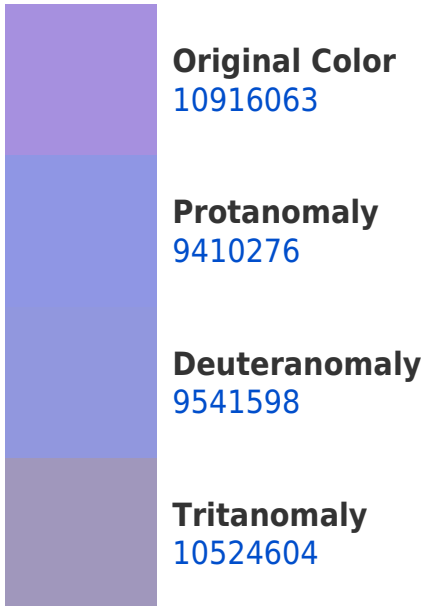 Original Color
10916063
Protanomaly
9410276
Deuteranomaly
9541598
Tritanomaly
10524604